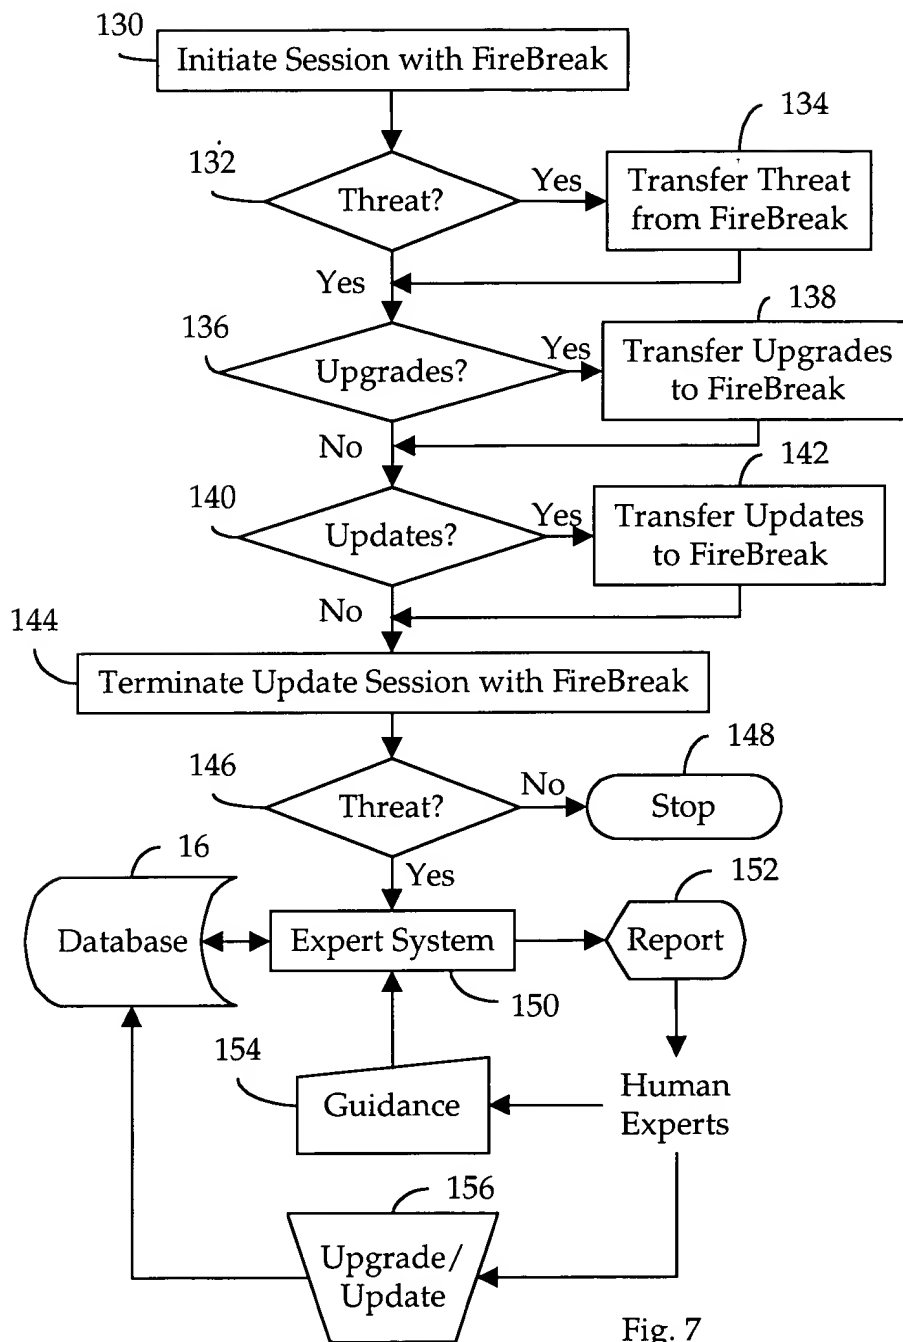 130
Initiate Session with FireBreak
134
132
Threat?
Yes
Transfer Threat
from FireBreak
Yes
138
136
Upgrades?
Yes
Transfer Upgrades
to FireBreak
No
142
140
Updates?
Yes
Transfer Updates
to FireBreak
No
144
Terminate Update Session with FireBreak
148
146
Threat?
No
Stop
16
Yes
152
Database
Expert System
Report
150
154
Guidance
Human
Experts
156
Upgrade/
Update
Fig. 7